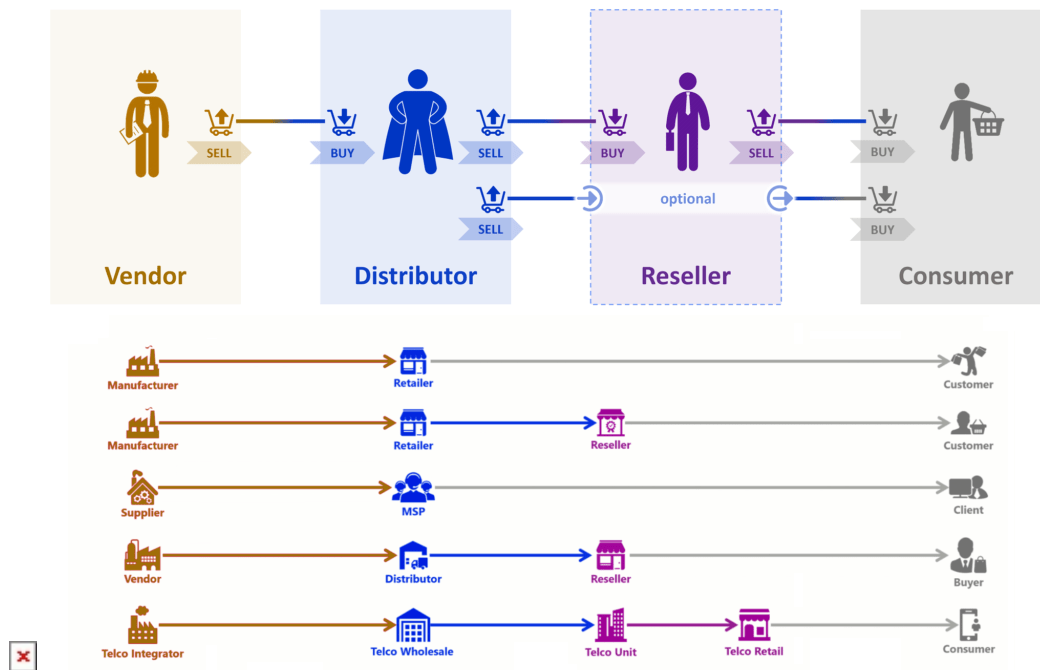 SELL
BUY
SELL
BUY
SELL
BUY
optional
SELL
BUY
Vendor
Distributor
Reseller
Consumer
Manufacturer
Retailer
Customer
Manufacturer
Retailer
Reseller
Customer
Supplier
MSP
Client
Vendor
Distributor
Reseller
Buyer
Telco Integrator
Telco Wholesale
Telco Unit
Telco Retail
Consumer